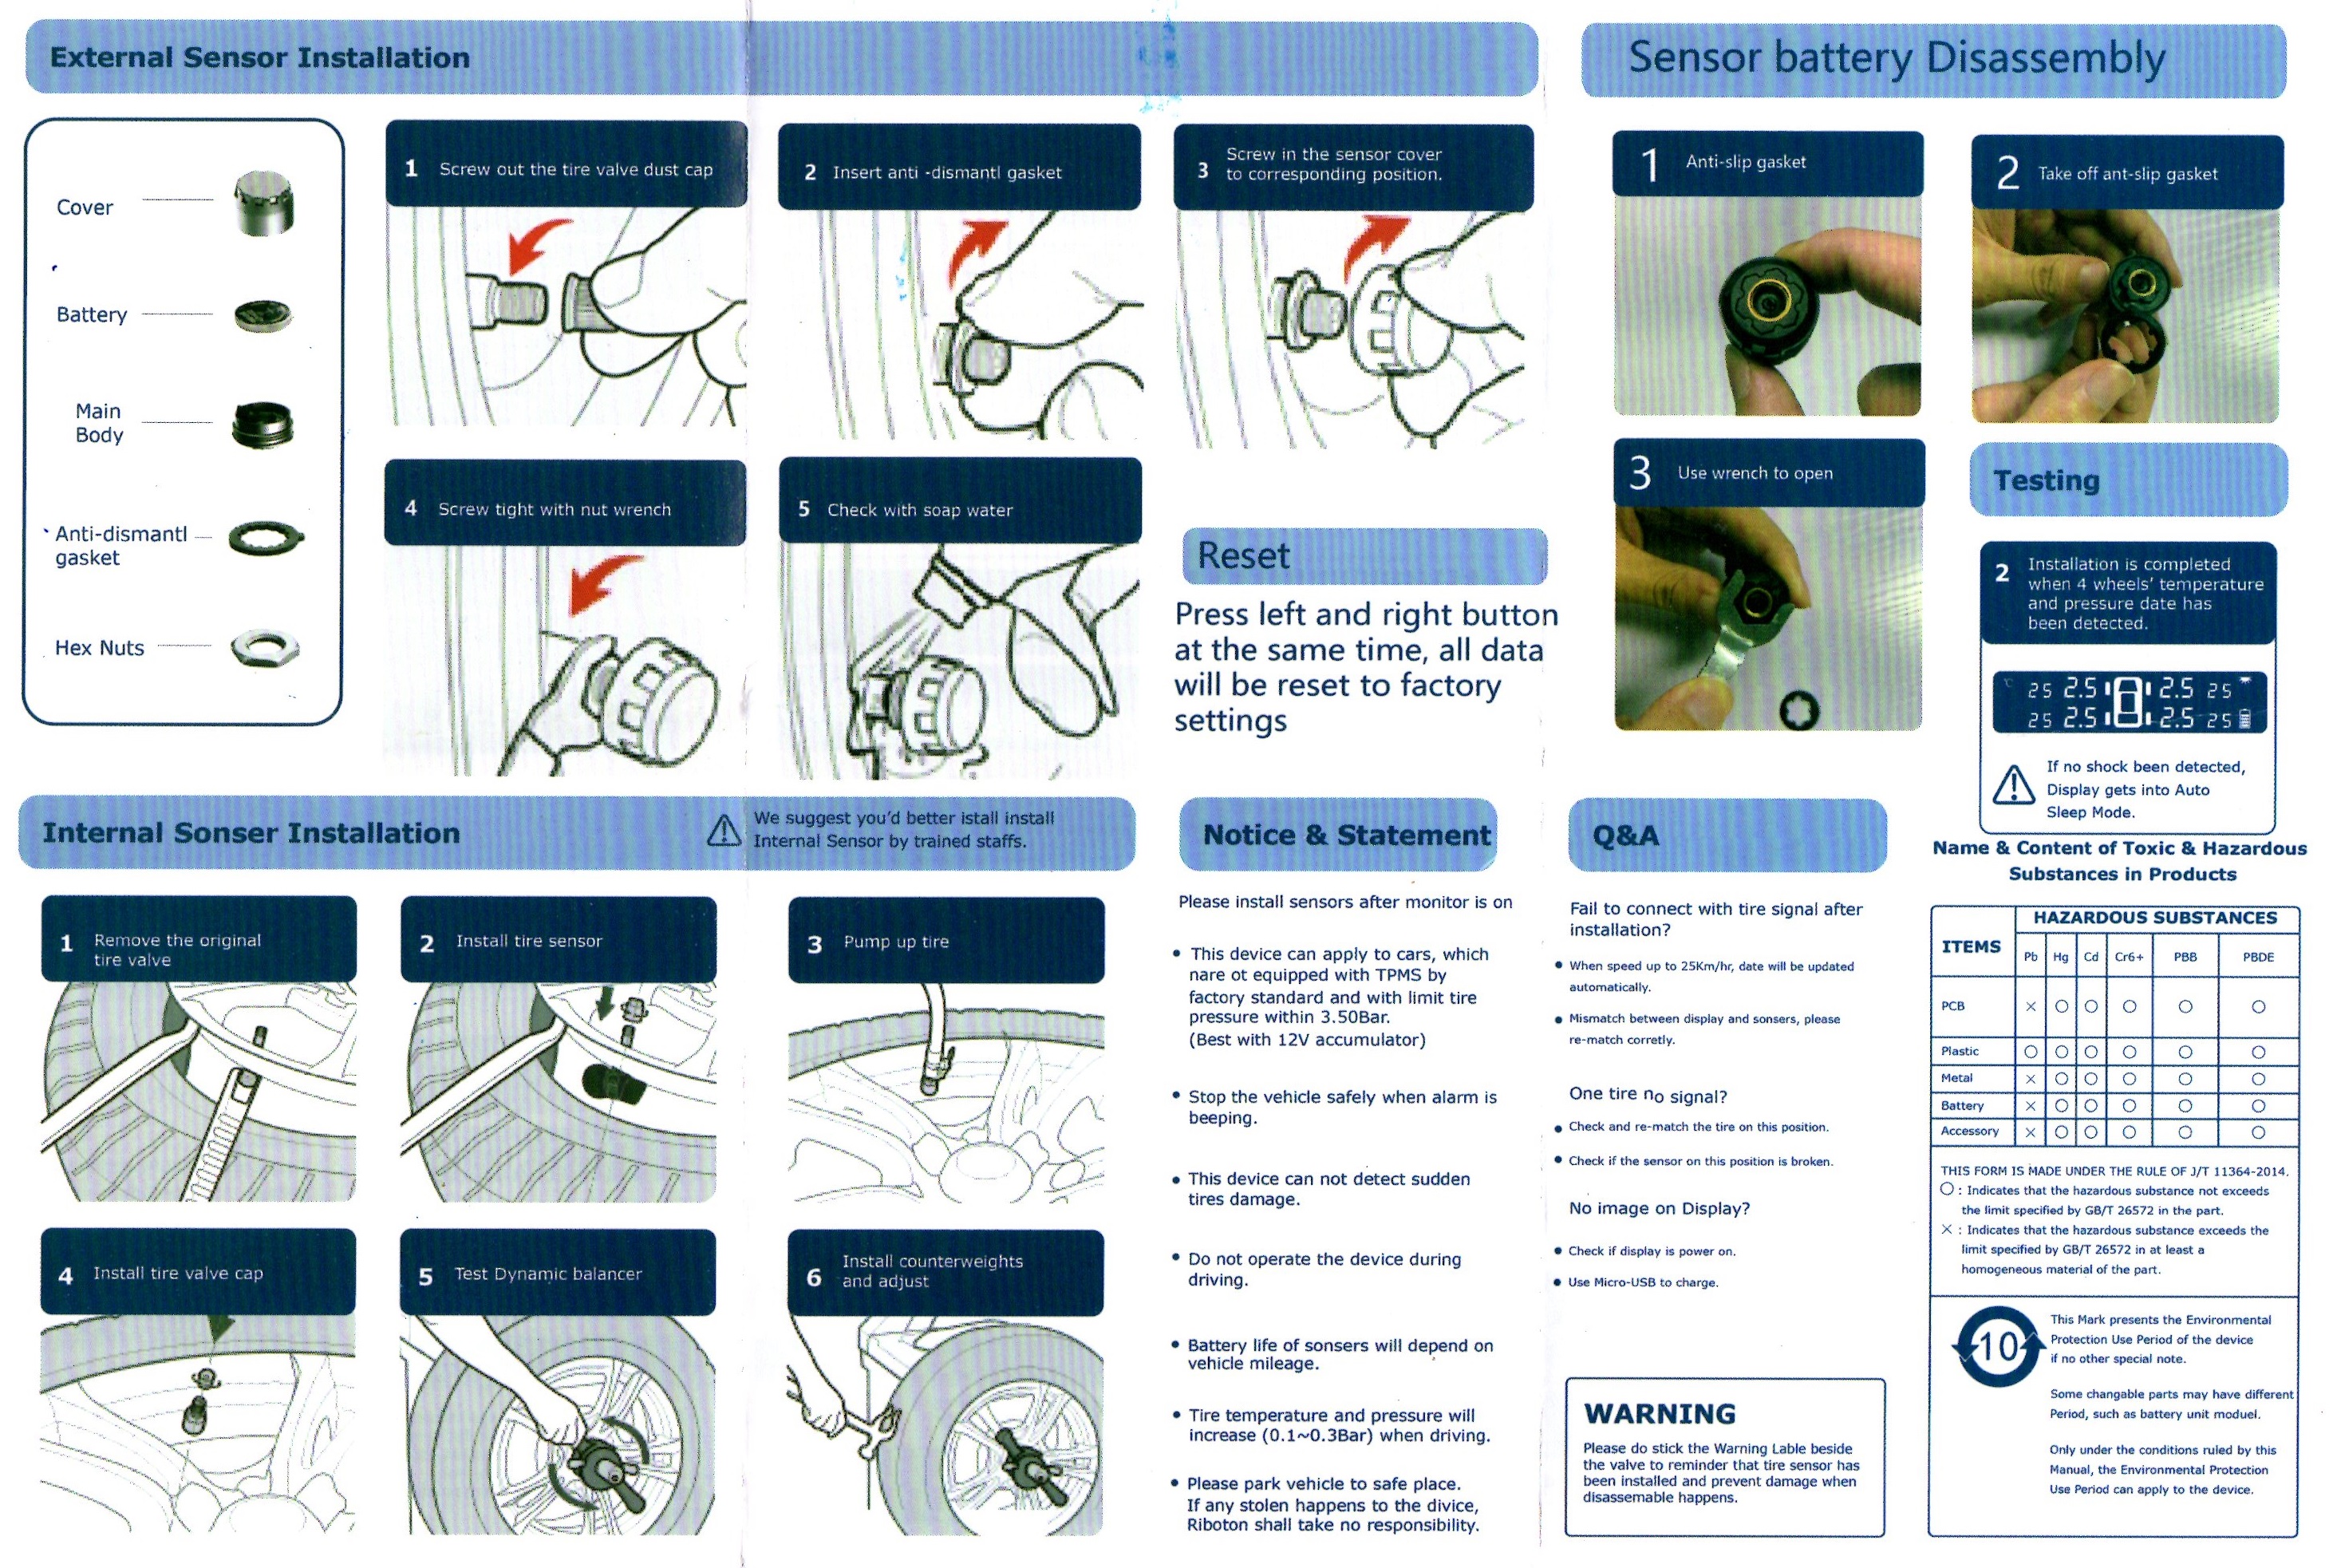 External Sensor Installation
Cover
Battery
Main
Body
Anti-dismantl
gasket
Hex Nuts
1 Screw out the tire valve dust cap
2 Insert anti -dismantl gasket
3 Screw in the sensor cover
to corresponding position.
4 Screw tight with nut wrench
5 Check with soap water
Reset
Press left and right button
at the same time, all data
will be reset to factory
settings
Sensor battery Disassembly
1 Anti-slip gasket
2 Take off ant-slip gasket
3 Use wrench to open
Testing
2 Installation is completed
when 4 wheels' temperature
and pressure date has
been detected.
°C 25 2.5 2.5 25
25 2.5 2.5 25
If no shock been detected,
Display gets into Auto
Sleep Mode.
Internal Sonser Installation
We suggest you'd better istall install
Internal Sensor by trained staffs.
1 Remove the original
tire valve
2 Install tire sensor
3 Pump up tire
4 Install tire valve cap
5 Test Dynamic balancer
6 Install counterweights
and adjust
Notice & Statement
Please install sensors after monitor is on
• This device can apply to cars, which
nare ot equipped with TPMS by
factory standard and with limit tire
pressure within 3.50Bar.
(Best with 12V accumulator)
• Stop the vehicle safely when alarm is
beeping.
• This device can not detect sudden
tires damage.
• Do not operate the device during
driving.
• Battery life of sonsers will depend on
vehicle mileage.
• Tire temperature and pressure will
increase (0.1~0.3Bar) when driving.
• Please park vehicle to safe place.
If any stolen happens to the divice,
Riboton shall take no responsibility.
Q&A
Fail to connect with tire signal after
installation?
• When speed up to 25Km/hr, date will be updated
automatically.
• Mismatch between display and sonsers, please
re-match corretly.
One tire no signal?
• Check and re-match the tire on this position.
• Check if the sensor on this position is broken.
No image on Display?
• Check if display is power on.
• Use Micro-USB to charge.
WARNING
Please do stick the Warning Lable beside
the valve to reminder that tire sensor has
been installed and prevent damage when
disassemable happens.
Name & Content of Toxic & Hazardous
Substances in Products
ITEMS HAZARDOUS SUBSTANCES
Pb Hg Cd Cr6+ PBB PBDE
PCB × ○ ○ ○ ○ ○
Plastic ○ ○ ○ ○ ○ ○
Metal × ○ ○ ○ ○ ○
Battery × ○ ○ ○ ○ ○
Accessory × ○ ○ ○ ○ ○
THIS FORM IS MADE UNDER THE RULE OF J/T 11364-2014.
○ : Indicates that the hazardous substance not exceeds
the limit specified by GB/T 26572 in the part.
× : Indicates that the hazardous substance exceeds the
limit specified by GB/T 26572 in at least a
homogeneous material of the part.
10
This Mark presents the Environmental
Protection Use Period of the device
if no other special note.
Some changable parts may have different
Period, such as battery unit moduel.
Only under the conditions ruled by this
Manual, the Environmental Protection
Use Period can apply to the device.